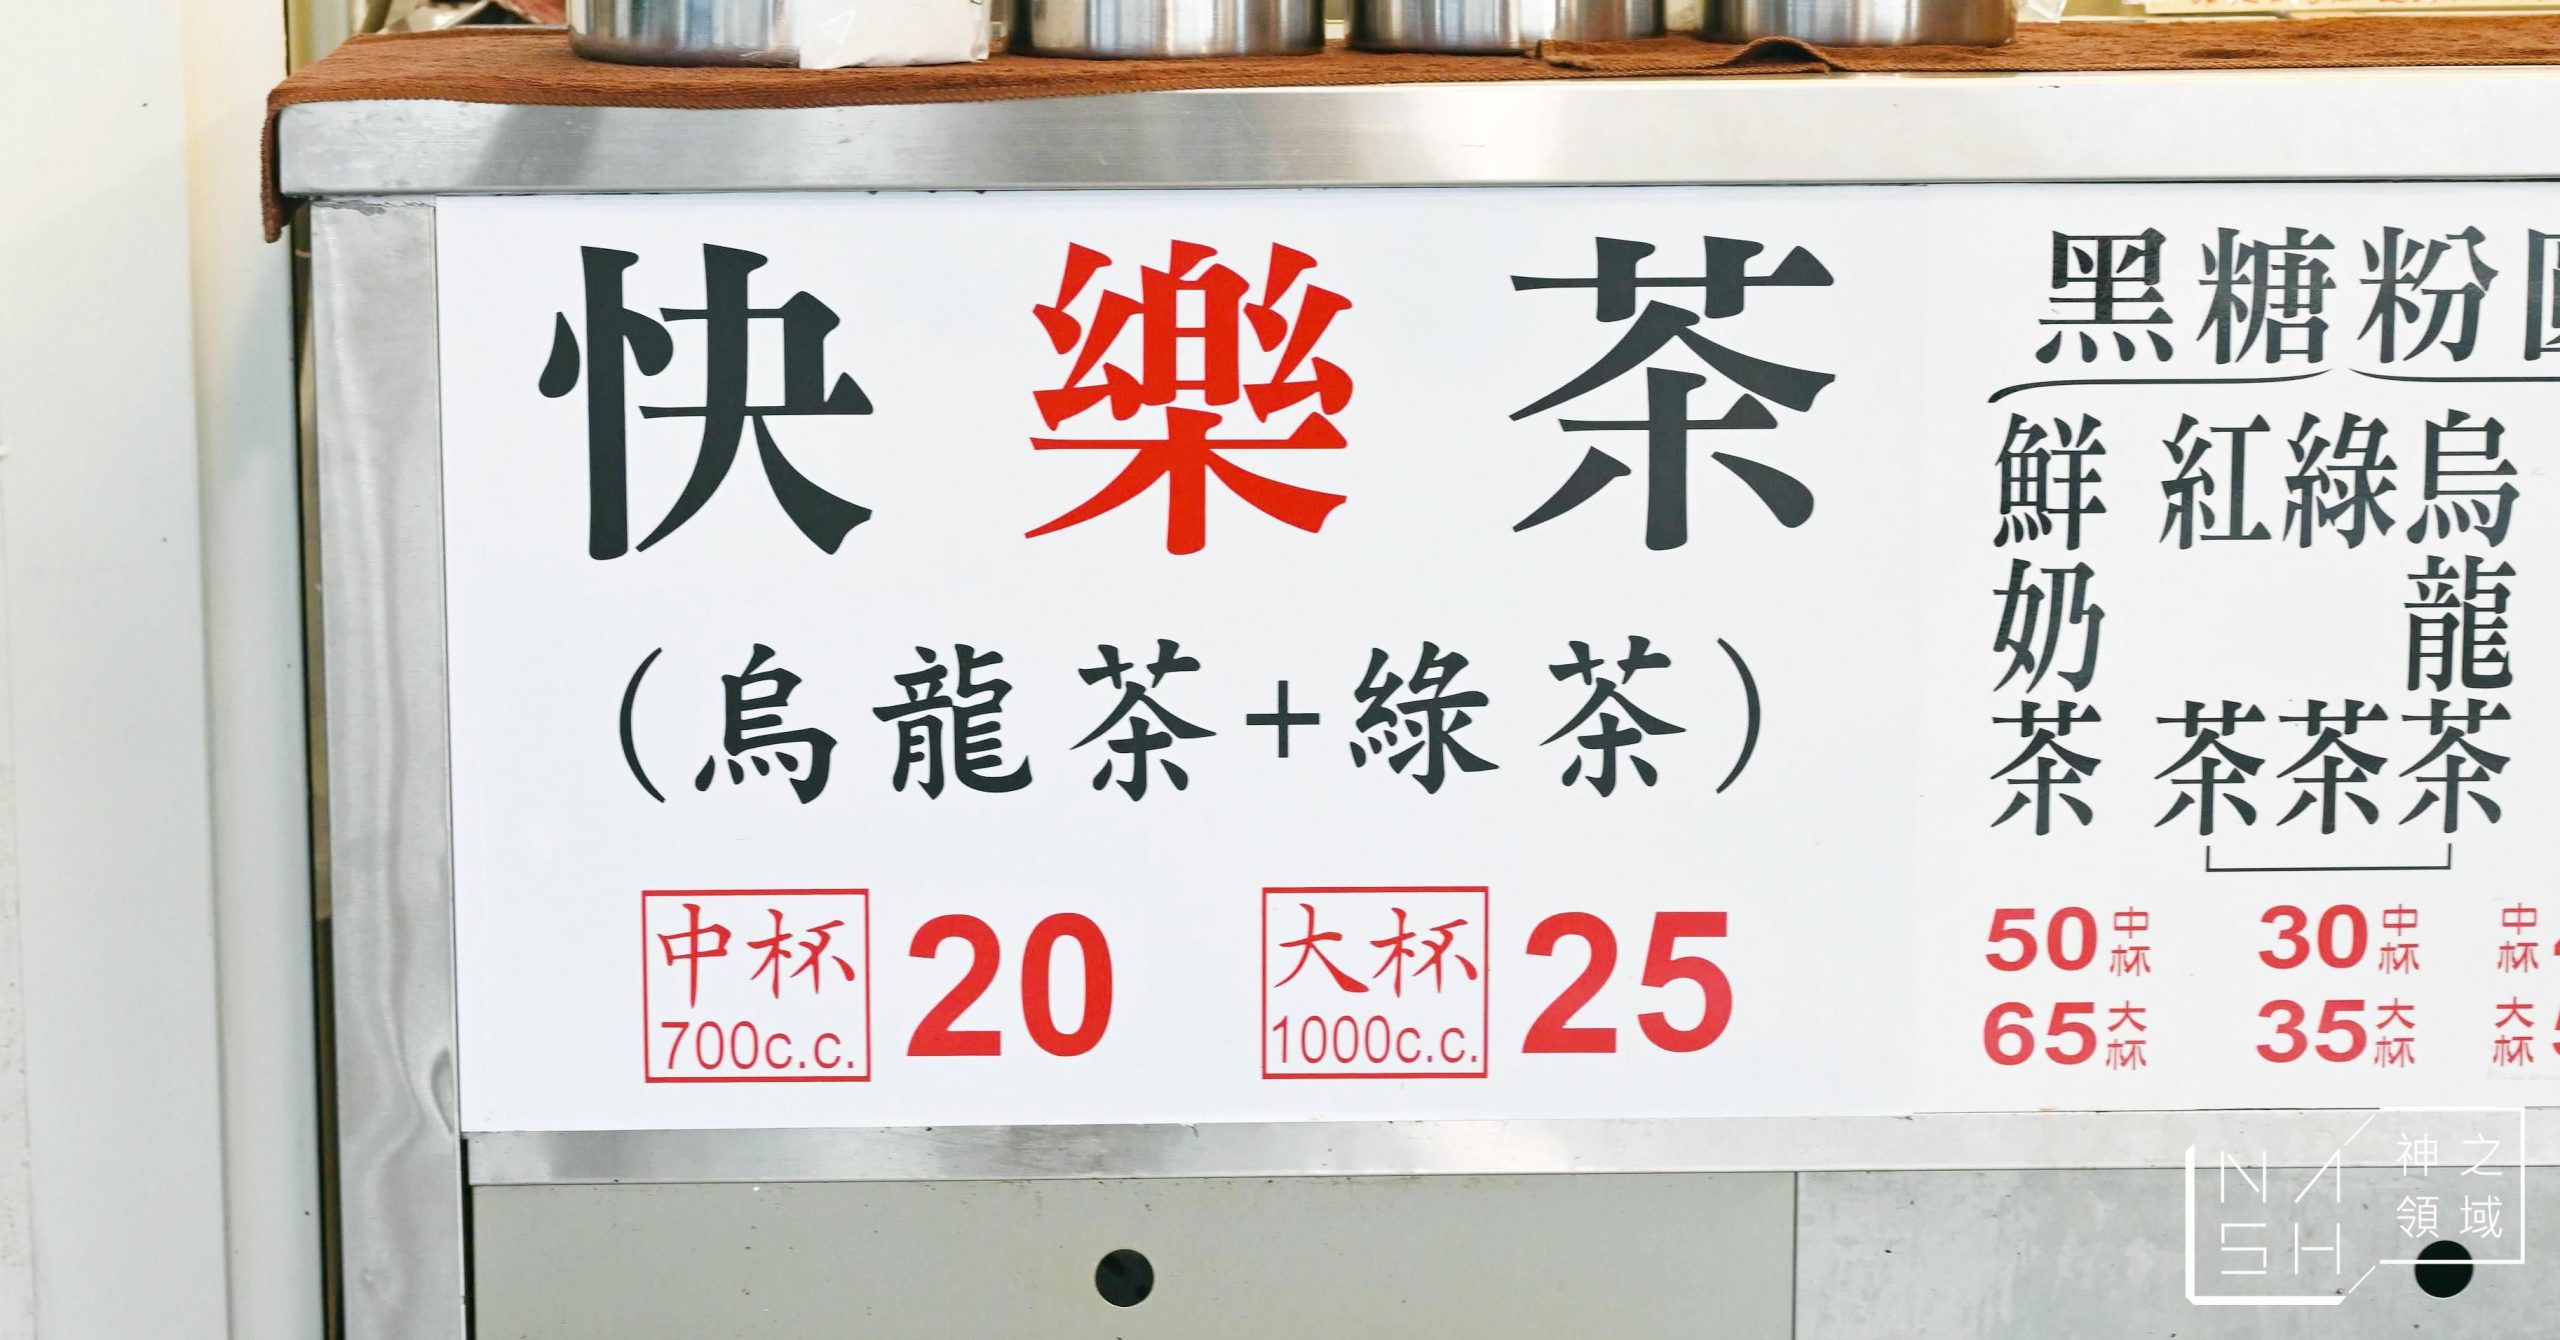 快樂茶
(烏龍茶+綠茶)
中杯 700c.c. 20
大杯 1000c.c. 25
黑糖粉
鮮奶茶
紅茶
綠茶
烏龍茶
50 中杯
65 大杯
30 中杯
35 大杯
中杯
大杯
NASH
神之領域